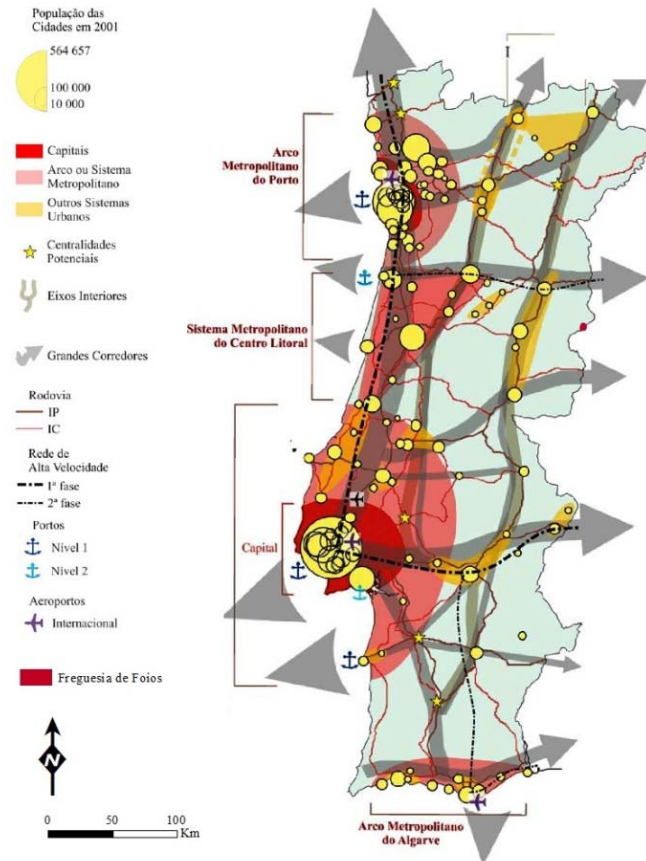 População das
Cidades em 2001
564 657
100 000
10 000
Capitais
Arco ou Sistema
Metropolitano
Outros Sistemas
Urbanos
Centralidades
Potenciais
Eixos Interiores
Grandes Corredores
Rodovia
IP
IC
Rede de
Alta Velocidade
1ª fase
2ª fase
Portos
Nível 1
Nível 2
Aeroportos
Internacional
Freguesia de Foios
N
0 50 100
Km
I
Arco
Metropolitano
do Porto
Sistema Metropolitano
do Centro Litoral
Capital
Arco Metropolitano
do Algarve